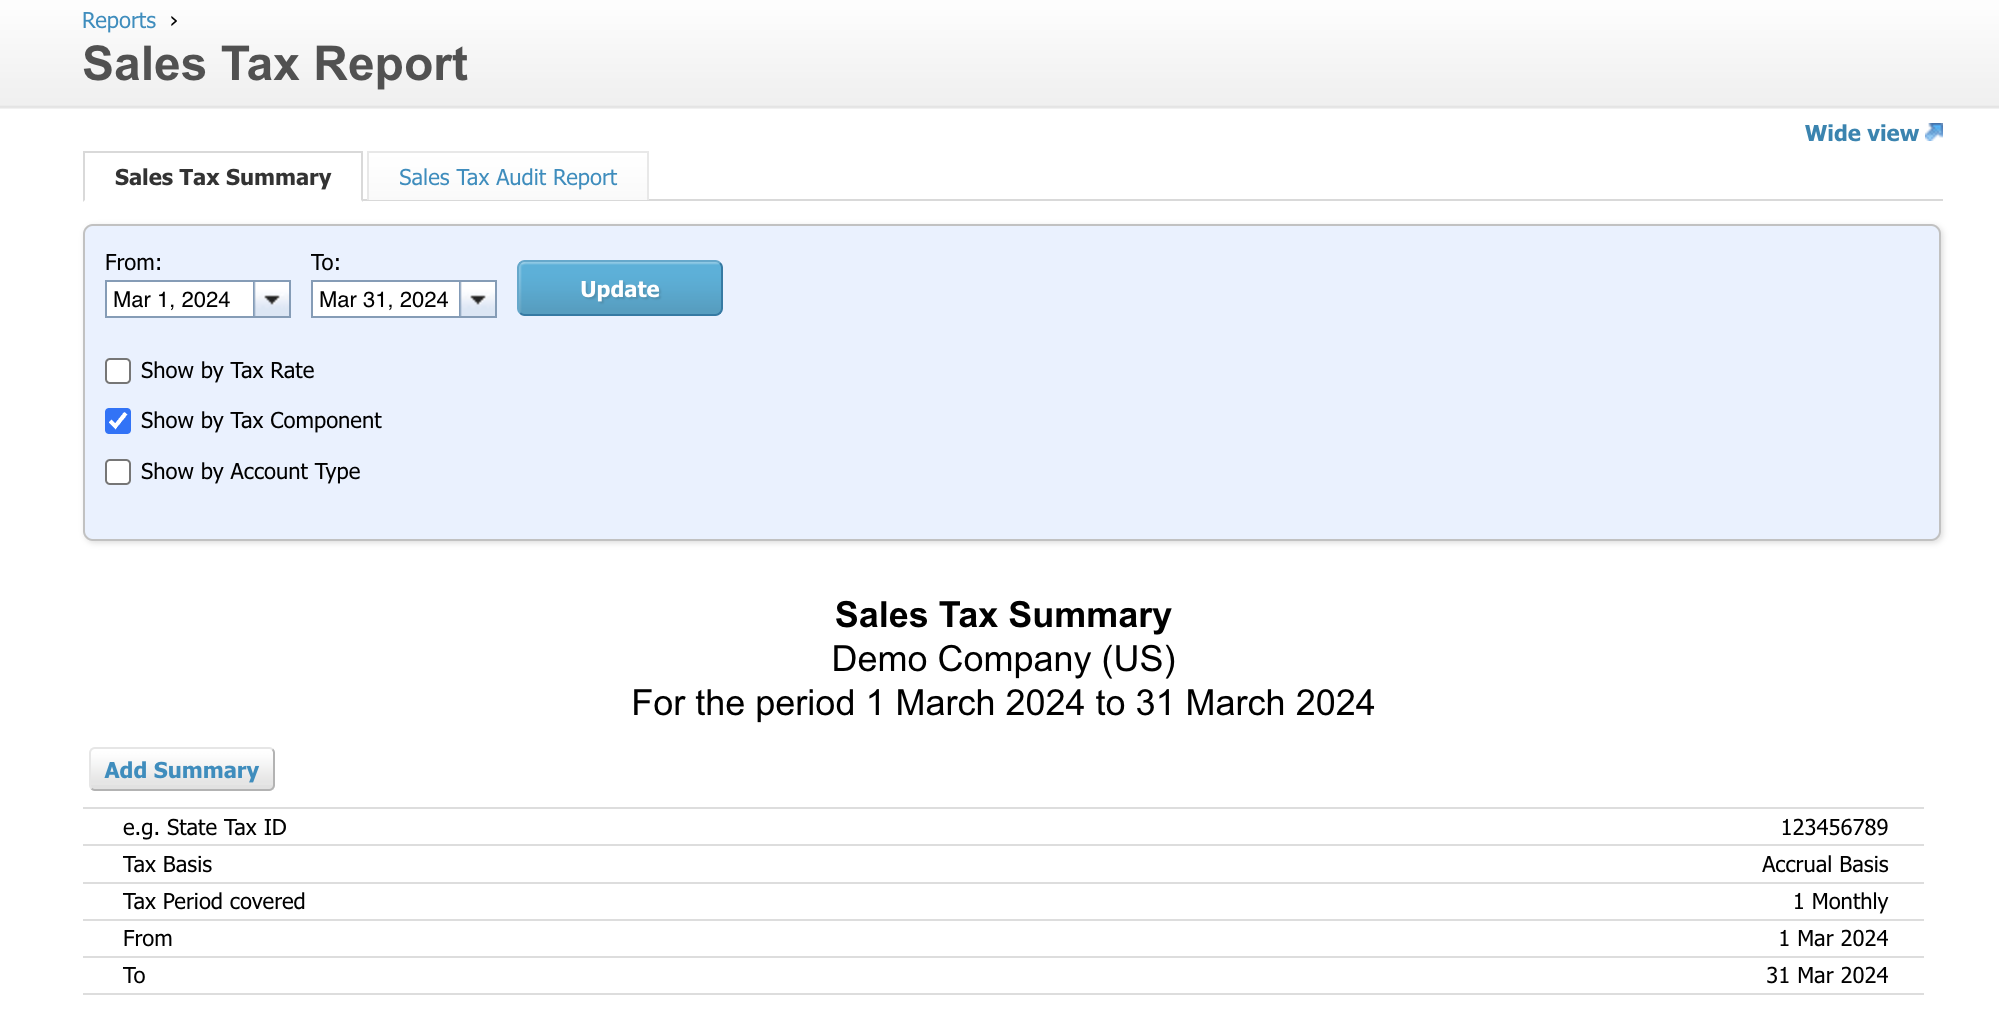 Reports ›
Sales Tax Report
Wide view
Sales Tax Summary
Sales Tax Audit Report
From:
To:
Mar 1, 2024
Mar 31, 2024
Update
Show by Tax Rate
Show by Tax Component
Show by Account Type
Sales Tax Summary
Demo Company (US)
For the period 1 March 2024 to 31 March 2024
Add Summary
e.g. State Tax ID 123456789
Tax Basis Accrual Basis
Tax Period covered 1 Monthly
From 1 Mar 2024
To 31 Mar 2024